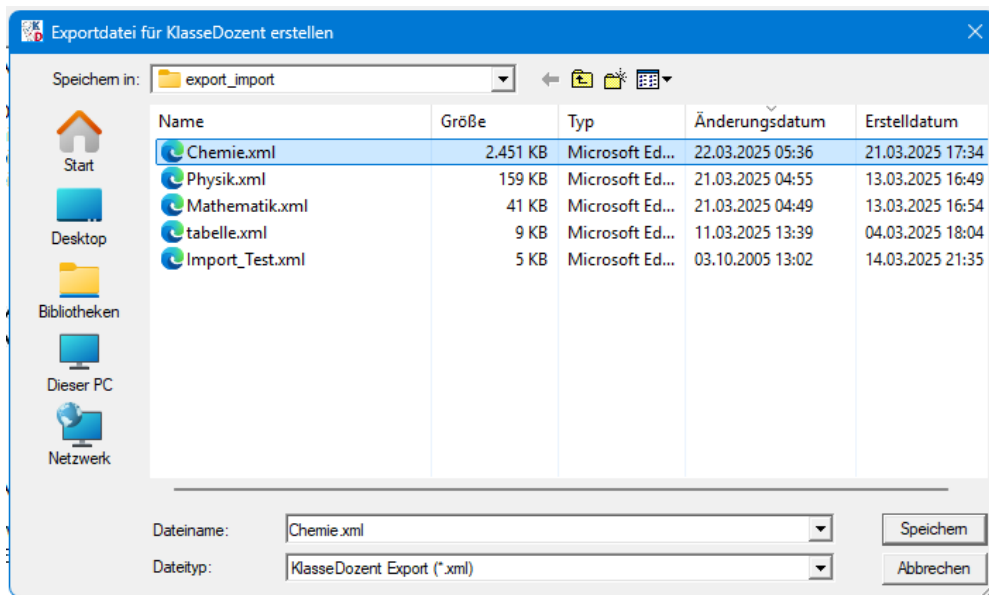 Exportdatei für KlasseDozent erstellen
Speichern in: export_import
Name Größe Typ Änderungsdatum Erstelldatum
Chemie.xml 2.451 KB Microsoft Ed... 22.03.2025 05:36 21.03.2025 17:34
Physik.xml 159 KB Microsoft Ed... 21.03.2025 04:55 13.03.2025 16:49
Mathematik.xml 41 KB Microsoft Ed... 21.03.2025 04:49 13.03.2025 16:54
tabelle.xml 9 KB Microsoft Ed... 11.03.2025 13:39 04.03.2025 18:04
Import_Test.xml 5 KB Microsoft Ed... 03.10.2005 13:02 14.03.2025 21:35
Start
Desktop
Bibliotheken
Dieser PC
Netzwerk
Dateiname: Chemie.xml Speichern
Dateityp: KlasseDozent Export (*.xml) Abbrechen